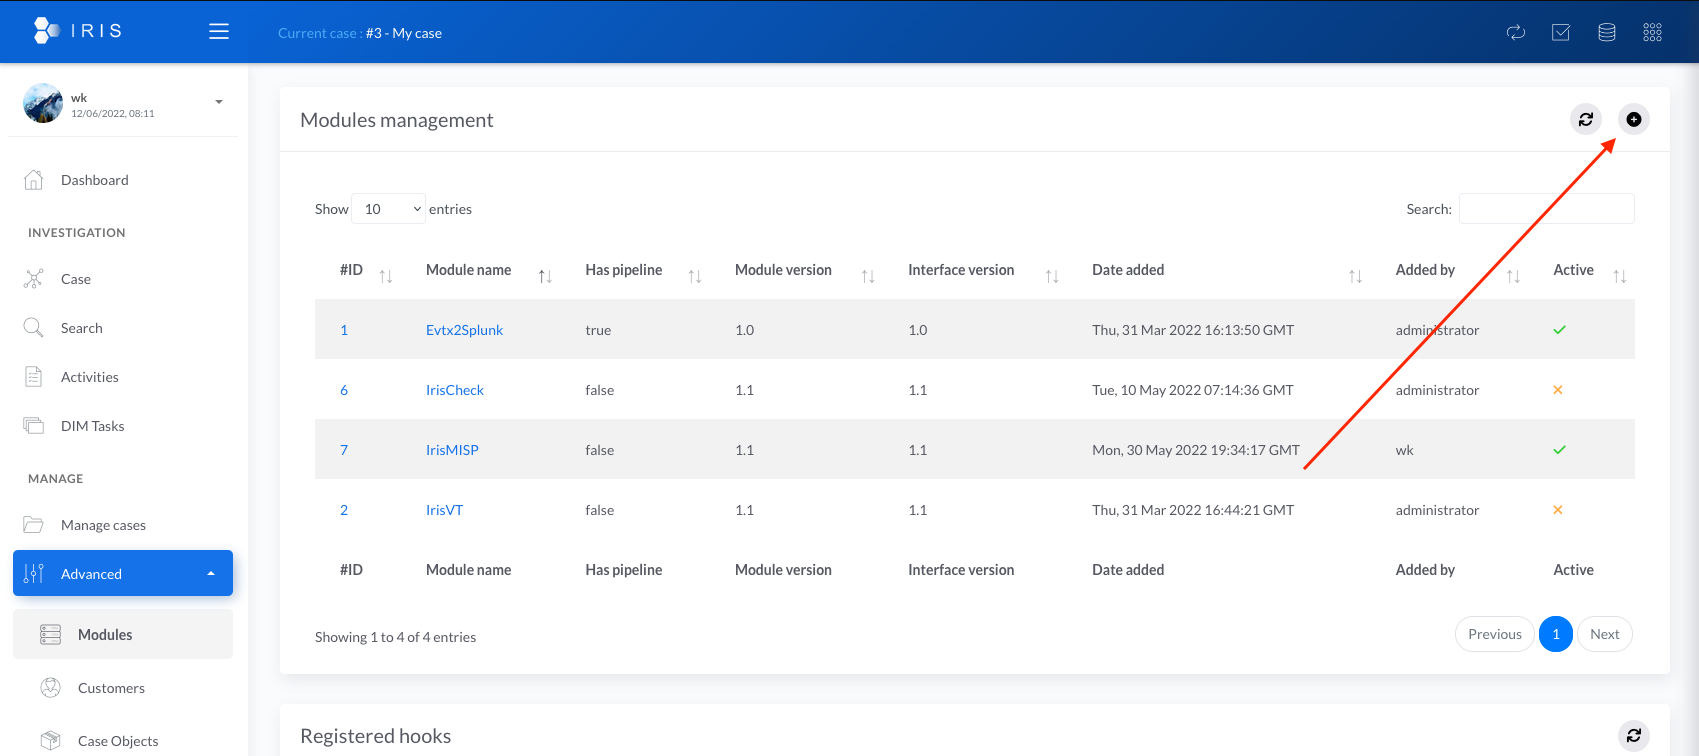 IRIS
Current case : #3 - My case
wk
12/06/2022, 08:11
Dashboard
INVESTIGATION
Case
Search
Activities
DIM Tasks
MANAGE
Manage cases
Advanced
Modules
Customers
Case Objects
Modules management
Show 10 entries
Search:
#ID Module name Has pipeline Module version Interface version Date added Added by Active
1 Evtx2Splunk true 1.0 1.0 Thu, 31 Mar 2022 16:13:50 GMT administrator
6 IrisCheck false 1.1 1.1 Tue, 10 May 2022 07:14:36 GMT administrator
7 IrisMISP false 1.1 1.1 Mon, 30 May 2022 19:34:17 GMT wk
2 IrisVT false 1.1 1.1 Thu, 31 Mar 2022 16:44:21 GMT administrator
#ID Module name Has pipeline Module version Interface version Date added Added by Active
Showing 1 to 4 of 4 entries
Previous 1 Next
Registered hooks